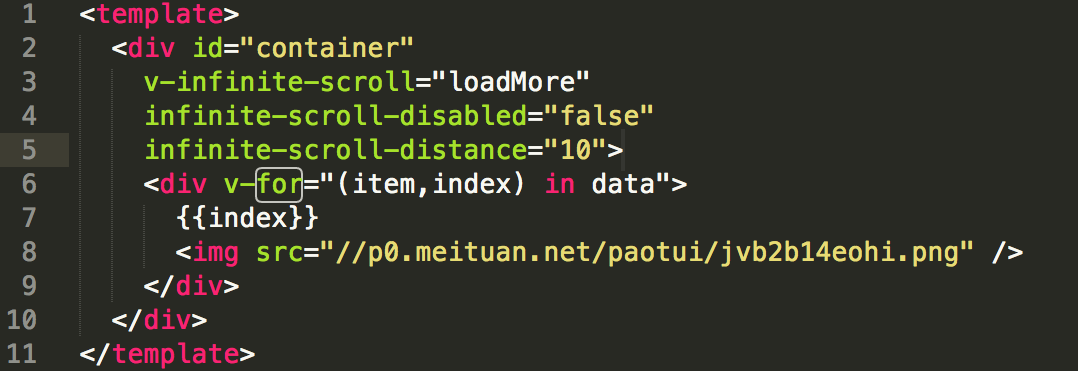 1 <template>
2 <div id="container"
3 v-infinite-scroll="loadMore"
4 infinite-scroll-disabled="false"
5 infinite-scroll-distance="10">
6 <div v-for="(item,index) in data">
7 {{index}}
8 <img src="//p0.meituan.net/paotui/jvb2b14eohi.png" />
9 </div>
10 </div>
11 </template>